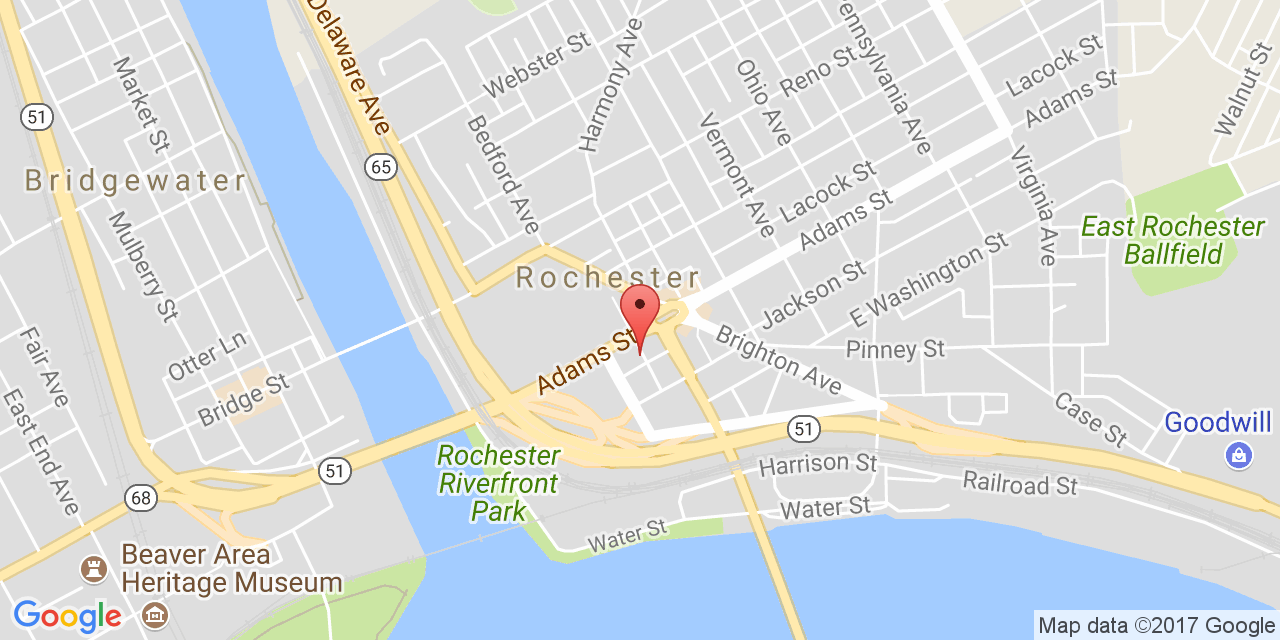 Delaware Ave
Webster St
Harmony Ave
Pennsylvania Ave
Lacock St
Adams St
Walnut St
Market St
51
Ohio Ave
Reno St
Bedford Ave
Vermont Ave
65
Bridgewater
Lacock St
Adams St
Virginia Ave
East Rochester
Ballfield
Mulberry St
Rochester
Jackson St
E Washington St
Fair Ave
Otter Ln
Adams St
Brighton Ave
Pinney St
East End Ave
Bridge St
Case St
Goodwill
51
Rochester
Riverfront
Park
51
Harrison St
Railroad St
68
Water St
Water St
Beaver Area
Heritage Museum
Google
Map data ©2017 Google